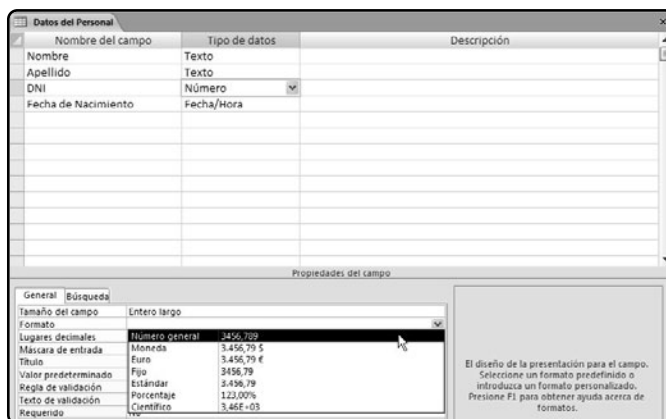 Datos del Personal
Nombre del campo Tipo de datos Descripción
Nombre Texto
Apellido Texto
DNI Número
Fecha de Nacimiento Fecha/Hora
Propiedades del campo
General Búsqueda
Tamaño del campo Entero largo
Formato
Lugares decimales Número general 3456,789
Máscara de entrada Moneda 3.456,79 $
Título Euro 3.456,79 €
Valor predeterminado Fijo 3456,79
Regla de validación Estándar 3.456,79
Texto de validación Porcentaje 123,00%
Requerido Científico 3,46E+03
El diseño de la presentación para el campo.
Seleccione un formato predefinido o
introduzca un formato personalizado.
Presione F1 para obtener ayuda acerca de
formatos.